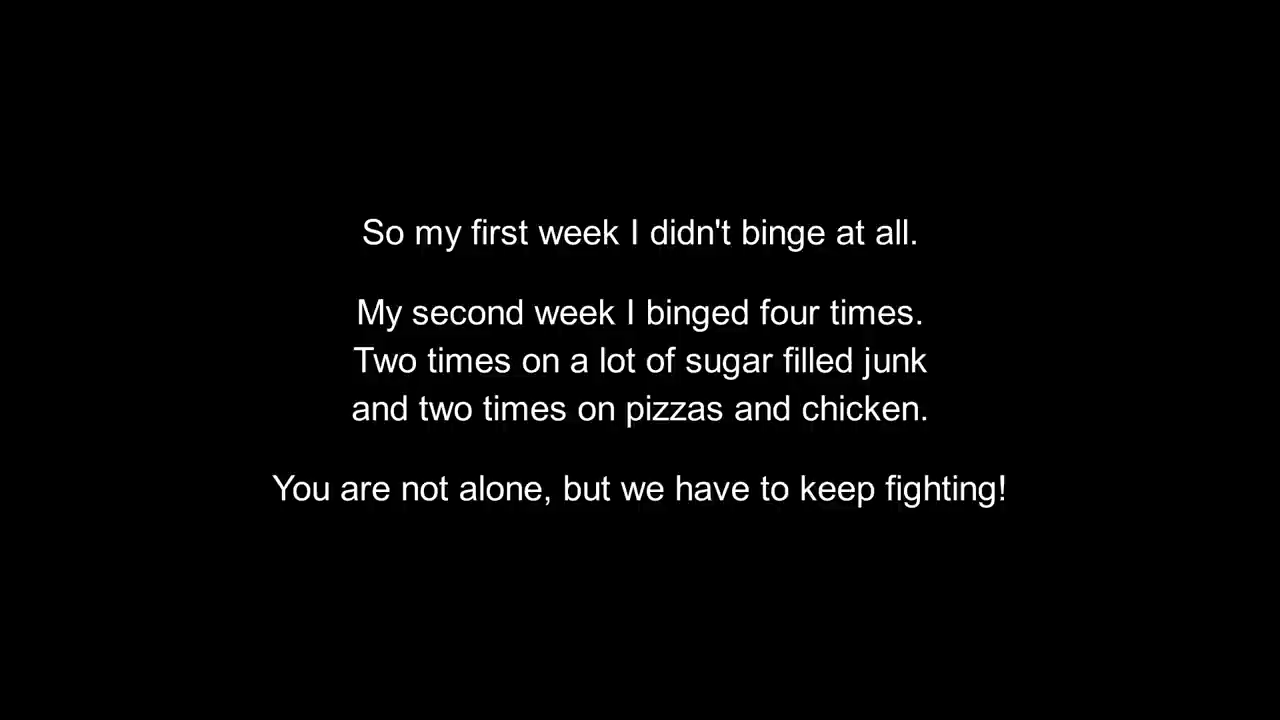 So my first week I didn't binge at all.
My second week I binged four times.
Two times on a lot of sugar filled junk
and two times on pizzas and chicken.
You are not alone, but we have to keep fighting!